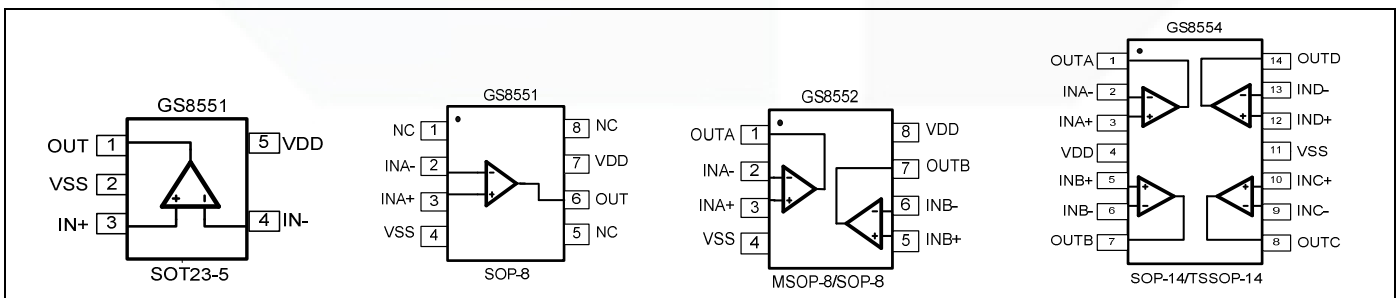 GS8551
OUT 1
VSS 2
IN+ 3
5 VDD
4 IN-
+ -
SOT23-5
GS8551
NC 1
INA- 2
INA+ 3
VSS 4
8 NC
7 VDD
6 OUT
5 NC
-
+
SOP-8
GS8552
OUTA 1
INA- 2
INA+ 3
VSS 4
8 VDD
7 OUTB
6 INB-
5 INB+
-
+
-
+
MSOP-8/SOP-8
GS8554
OUTA 1
INA- 2
INA+ 3
VDD 4
INB+ 5
INB- 6
OUTB 7
14 OUTD
13 IND-
12 IND+
11 VSS
10 INC+
9 INC-
8 OUTC
-
+
-
+
+
-
+
-
SOP-14/TSSOP-14